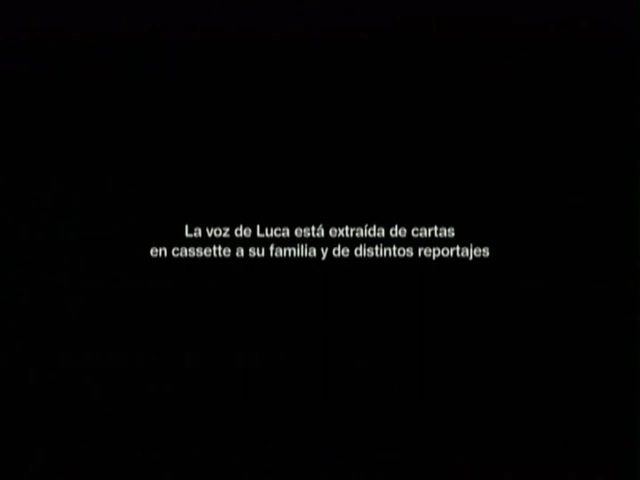 La voz de Luca está extraída de cartas
en cassette a su familia y de distintos reportajes